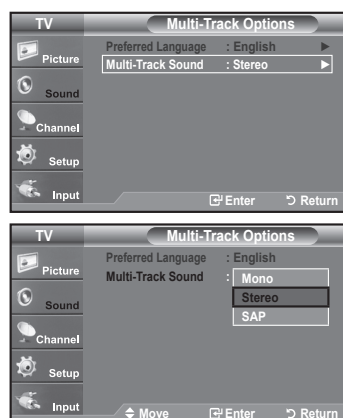 TV Multi-Track Options
Picture
Sound
Channel
Setup
Input
Preferred Language : English ►
Multi-Track Sound : Stereo ►
Enter Return
TV Multi-Track Options
Picture
Sound
Channel
Setup
Input
Preferred Language : English
Multi-Track Sound : Mono
Stereo
SAP
Move Enter Return